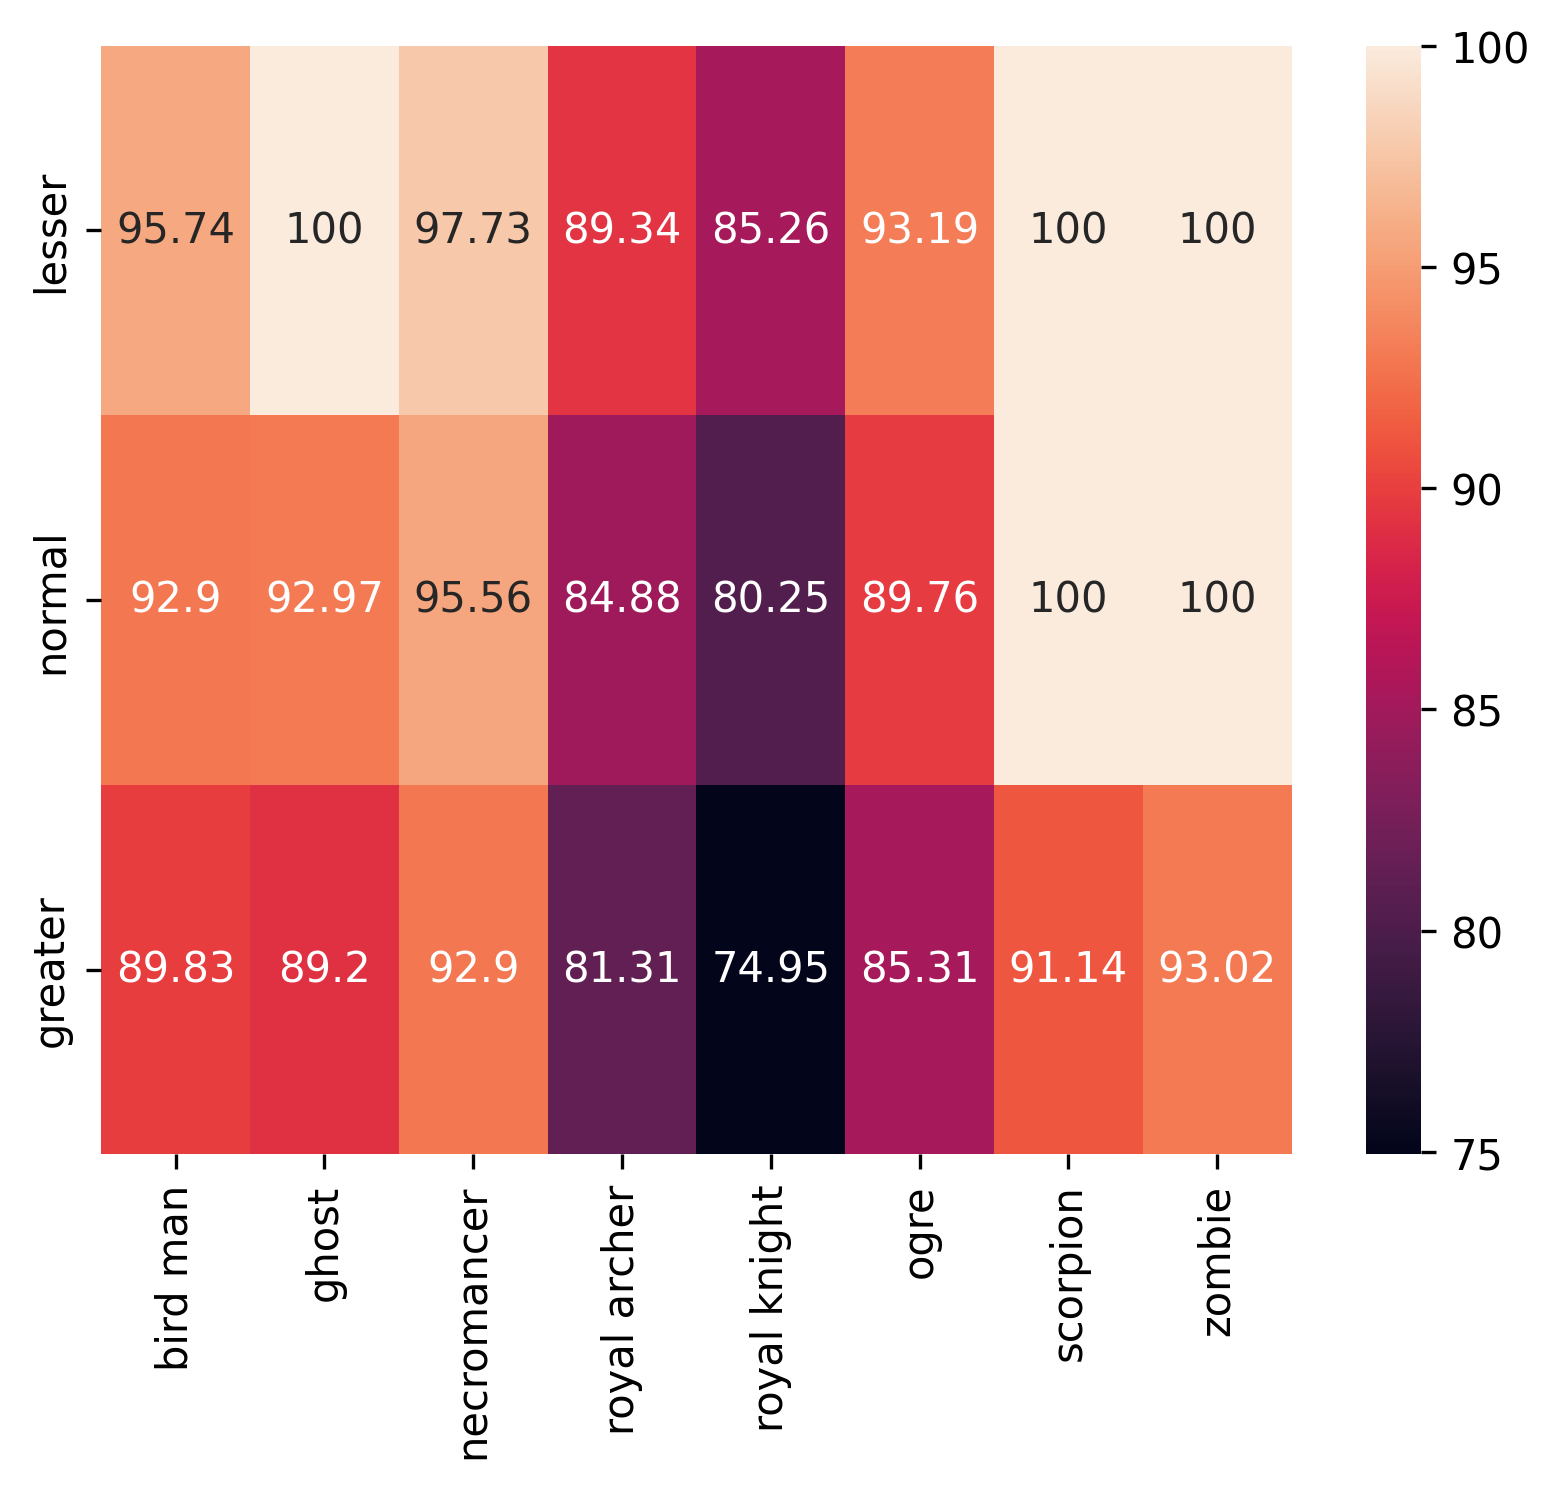 lesser 95.74 100 97.73 89.34 85.26 93.19 100 100
normal 92.9 92.97 95.56 84.88 80.25 89.76 100 100
greater 89.83 89.2 92.9 81.31 74.95 85.31 91.14 93.02
bird man
ghost
necromancer
royal archer
royal knight
ogre
scorpion
zombie
100
95
90
85
80
75